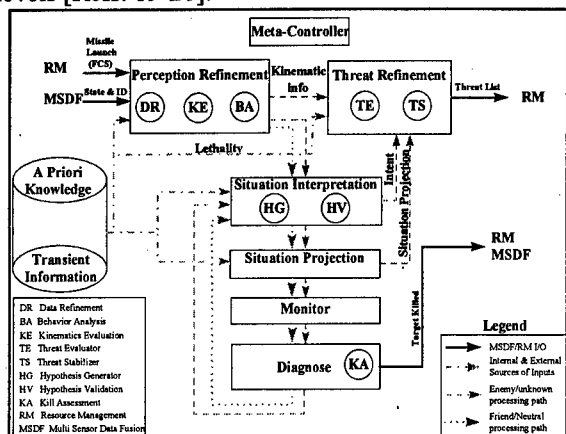 Meta-Controller
Missile
Launch
(FCS)
RM
Perception Refinement
Kinematic
info
Threat Refinement
Threat List
RM
MSDF
State & ID
DR
KE
BA
TE
TS
Lethality
A Priori
Knowledge
Situation Interpretation
HG
HV
Intent
Situation Projection
Transient
Information
Situation Projection
RM
MSDF
Monitor
Target Killed
Diagnose
KA
DR Data Refinement
BA Behavior Analysis
KE Kinematics Evaluation
TE Threat Evaluator
TS Threat Stabilizer
HG Hypothesis Generator
HV Hypothesis Validation
KA Kill Assessment
RM Resource Management
MSDF Multi Sensor Data Fusion
Legend
MSDF/RM I/O
Internal & External
Sources of Inputs
Enemy/unknown
processing path
Friend/Neutral
processing path